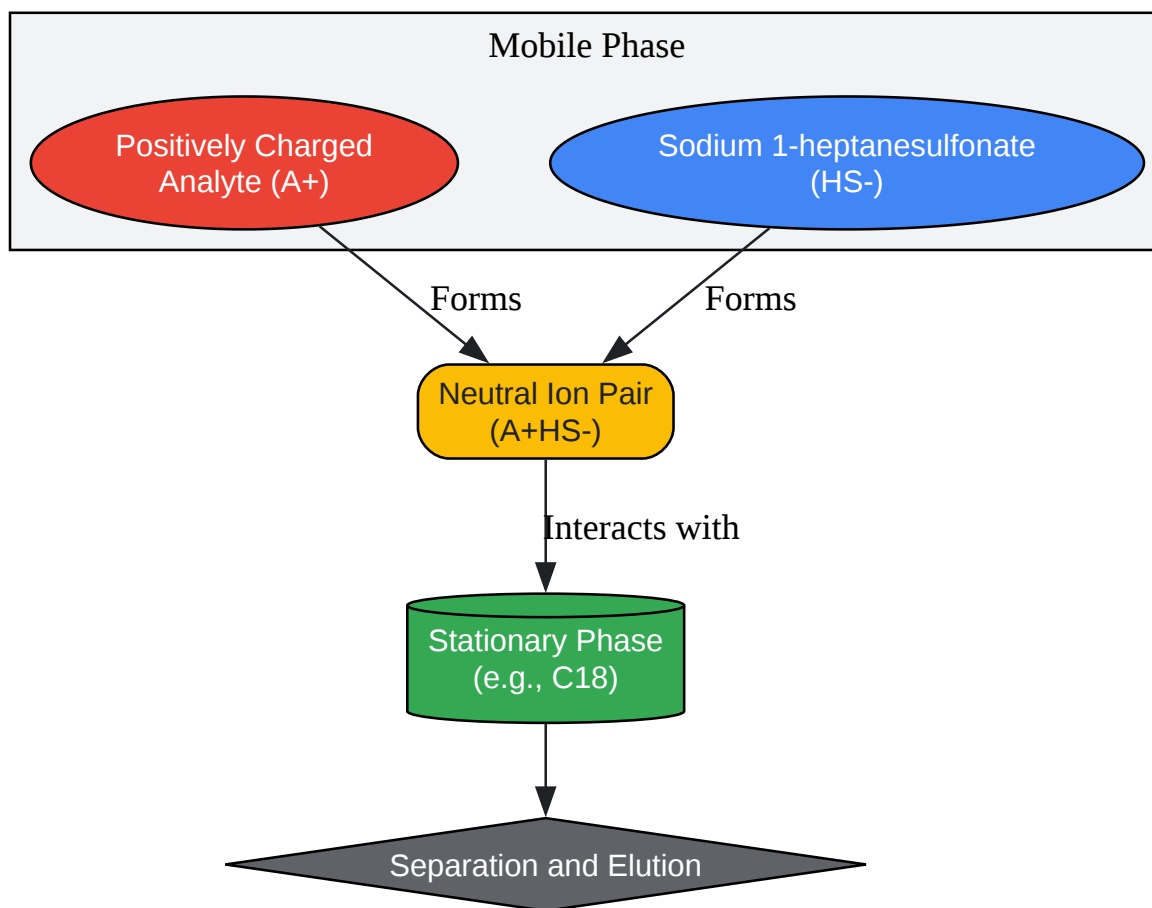 Mobile Phase
Positively Charged
Analyte (A+)
Sodium 1-heptanesulfonate
(HS-)
Forms
Forms
Neutral Ion Pair
(A+HS-)
Interacts with
Stationary Phase
(e.g., C18)
Separation and Elution